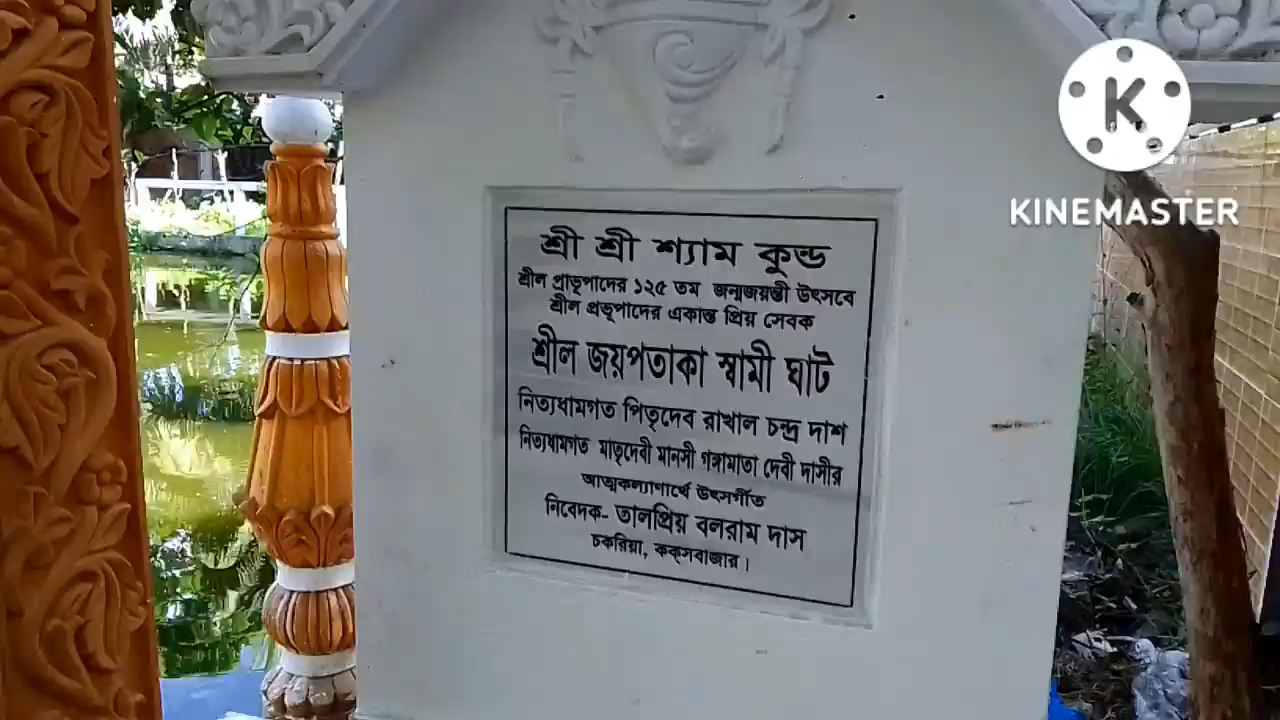 শ্রী শ্রী শ্যাম কুন্ড
শ্রীল প্রাভূপাদের ১২৫ তম জন্মজয়ন্তী উৎসবে
শ্রীল প্রভূপাদের একান্ত প্রিয় সেবক
শ্রীল জয়পতাকা স্বামী ঘাট
নিত্যধামগত পিতৃদেব রাখাল চন্দ্র দাশ
নিত্যধামগত মাতৃদেবী মানসী গঙ্গামাতা দেবী দাসীর
আত্মকল্যাণার্থে উৎসর্গীত
নিবেদক- তালপ্রিয় বলরাম দাস
চকরিয়া, কক্সবাজার।
K
KINEMASTER